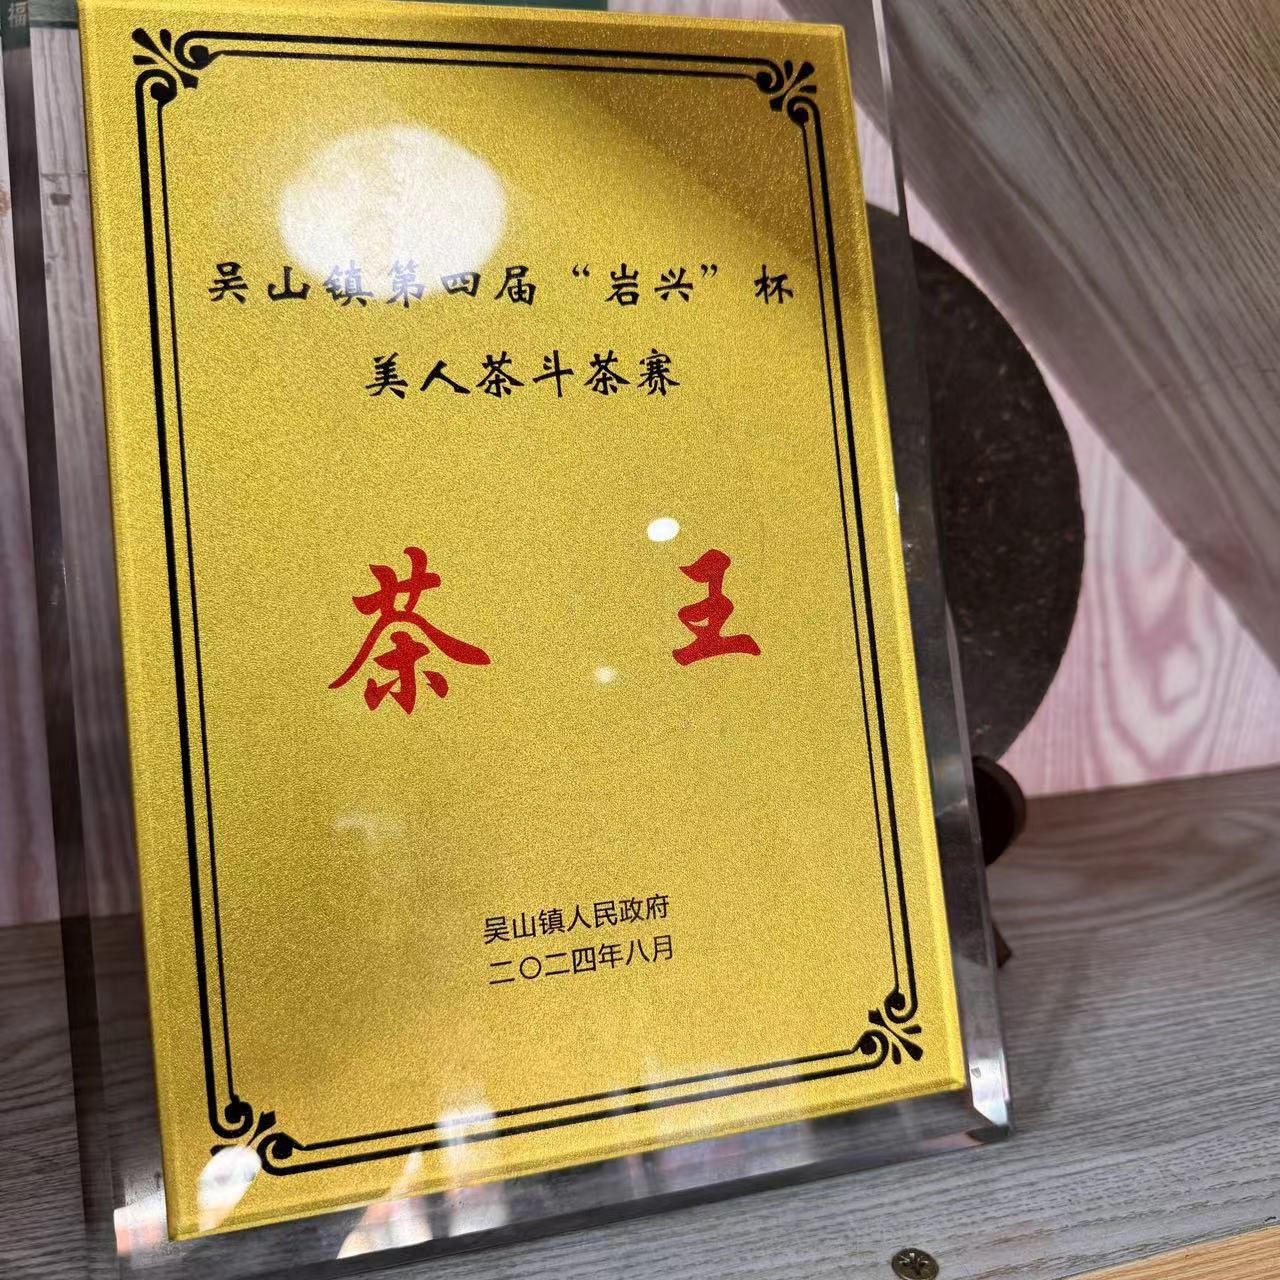 福
吴山镇第四届“岩兴”杯
美人茶斗茶赛
茶 王
吴山镇人民政府
二〇二四年八月